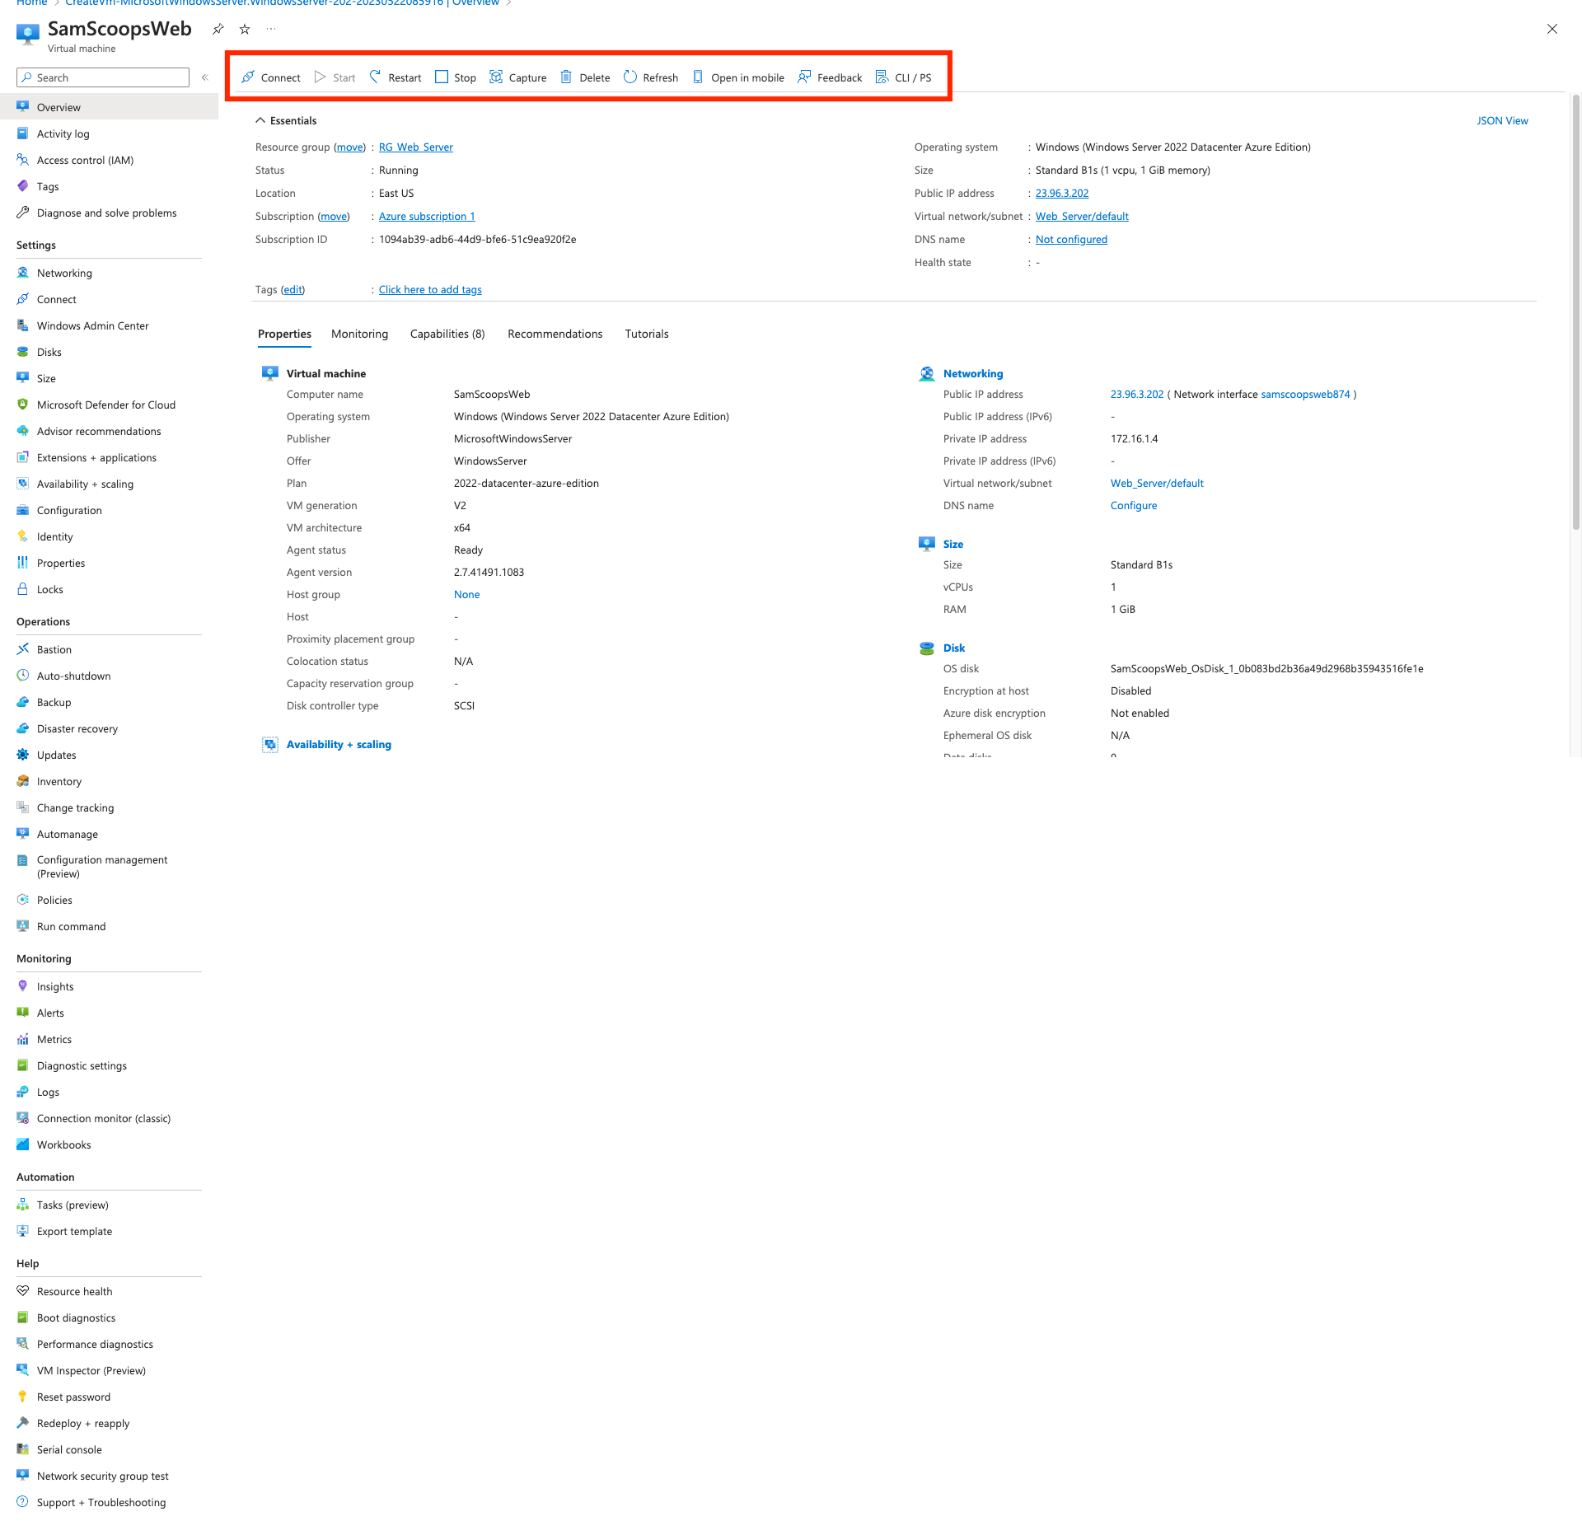 Home > CreateVm-MicrosoftWindowsServer.WindowsServer-202-20230522085916 | Overview >
SamScoopsWeb
Virtual machine
Search
«
Connect Start Restart Stop Capture Delete Refresh Open in mobile Feedback CLI / PS
Overview
Activity log
Access control (IAM)
Tags
Diagnose and solve problems
Settings
Networking
Connect
Windows Admin Center
Disks
Size
Microsoft Defender for Cloud
Advisor recommendations
Extensions + applications
Availability + scaling
Configuration
Identity
Properties
Locks
Operations
Bastion
Auto-shutdown
Backup
Disaster recovery
Updates
Inventory
Change tracking
Automanage
Configuration management
(Preview)
Policies
Run command
Monitoring
Insights
Alerts
Metrics
Diagnostic settings
Logs
Connection monitor (classic)
Workbooks
Automation
Tasks (preview)
Export template
Help
Resource health
Boot diagnostics
Performance diagnostics
VM Inspector (Preview)
Reset password
Redeploy + reapply
Serial console
Network security group test
Support + Troubleshooting
Essentials
JSON View
Resource group (move) : RG_Web_Server
Status : Running
Location : East US
Subscription (move) : Azure subscription 1
Subscription ID : 1094ab39-adb6-44d9-bfe6-51c9ea920f2e
Operating system : Windows (Windows Server 2022 Datacenter Azure Edition)
Size : Standard B1s (1 vcpu, 1 GiB memory)
Public IP address : 23.96.3.202
Virtual network/subnet : Web_Server/default
DNS name : Not configured
Health state : -
Tags (edit) : Click here to add tags
Properties Monitoring Capabilities (8) Recommendations Tutorials
Virtual machine
Computer name SamScoopsWeb
Operating system Windows (Windows Server 2022 Datacenter Azure Edition)
Publisher MicrosoftWindowsServer
Offer WindowsServer
Plan 2022-datacenter-azure-edition
VM generation V2
VM architecture x64
Agent status Ready
Agent version 2.7.41491.1083
Host group None
Host -
Proximity placement group -
Colocation status N/A
Capacity reservation group -
Disk controller type SCSI
Availability + scaling
Networking
Public IP address 23.96.3.202 ( Network interface samscoopsweb874 )
Public IP address (IPv6) -
Private IP address 172.16.1.4
Private IP address (IPv6) -
Virtual network/subnet Web_Server/default
DNS name Configure
Size
Size Standard B1s
vCPUs 1
RAM 1 GiB
Disk
OS disk SamScoopsWeb_OsDisk_1_0b083bd2b36a49d2968b35943516fe1e
Encryption at host Disabled
Azure disk encryption Not enabled
Ephemeral OS disk N/A
Data disks 0